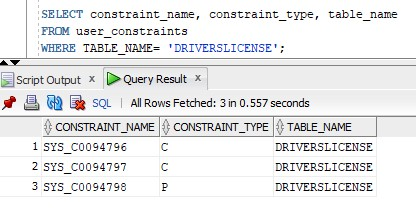 SELECT constraint_name, constraint_type, table_name
FROM user_constraints
WHERE TABLE_NAME= 'DRIVERSLICENSE';
Script Output x Query Result x
SQL | All Rows Fetched: 3 in 0.557 seconds
CONSTRAINT_NAME CONSTRAINT_TYPE TABLE_NAME
1 SYS_C0094796 C DRIVERSLICENSE
2 SYS_C0094797 C DRIVERSLICENSE
3 SYS_C0094798 P DRIVERSLICENSE